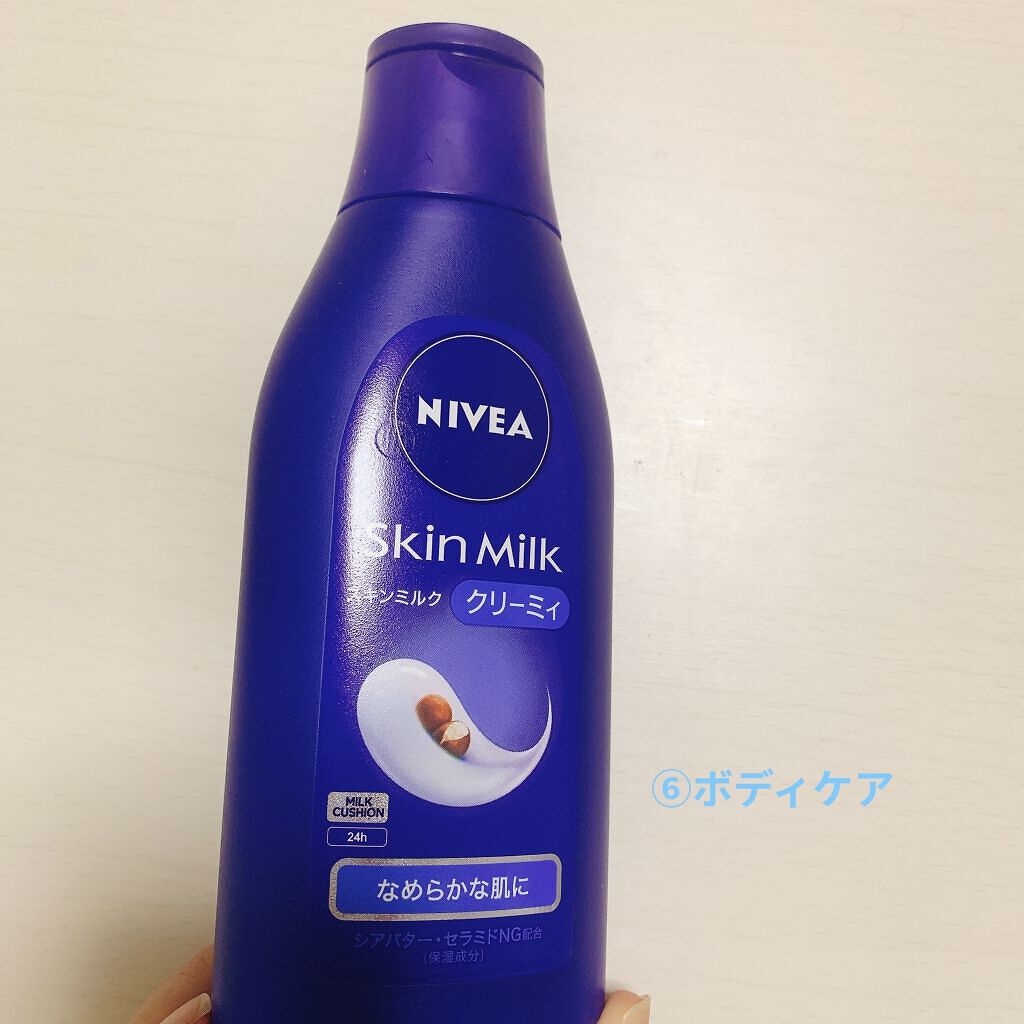 NIVEA
Skin Milk
スキンミルク クリーミィ
MILK
CUSHION
24h
⑥ボディケア
なめらかな肌に
シアバター・セラミドNG配合
(保湿成分)